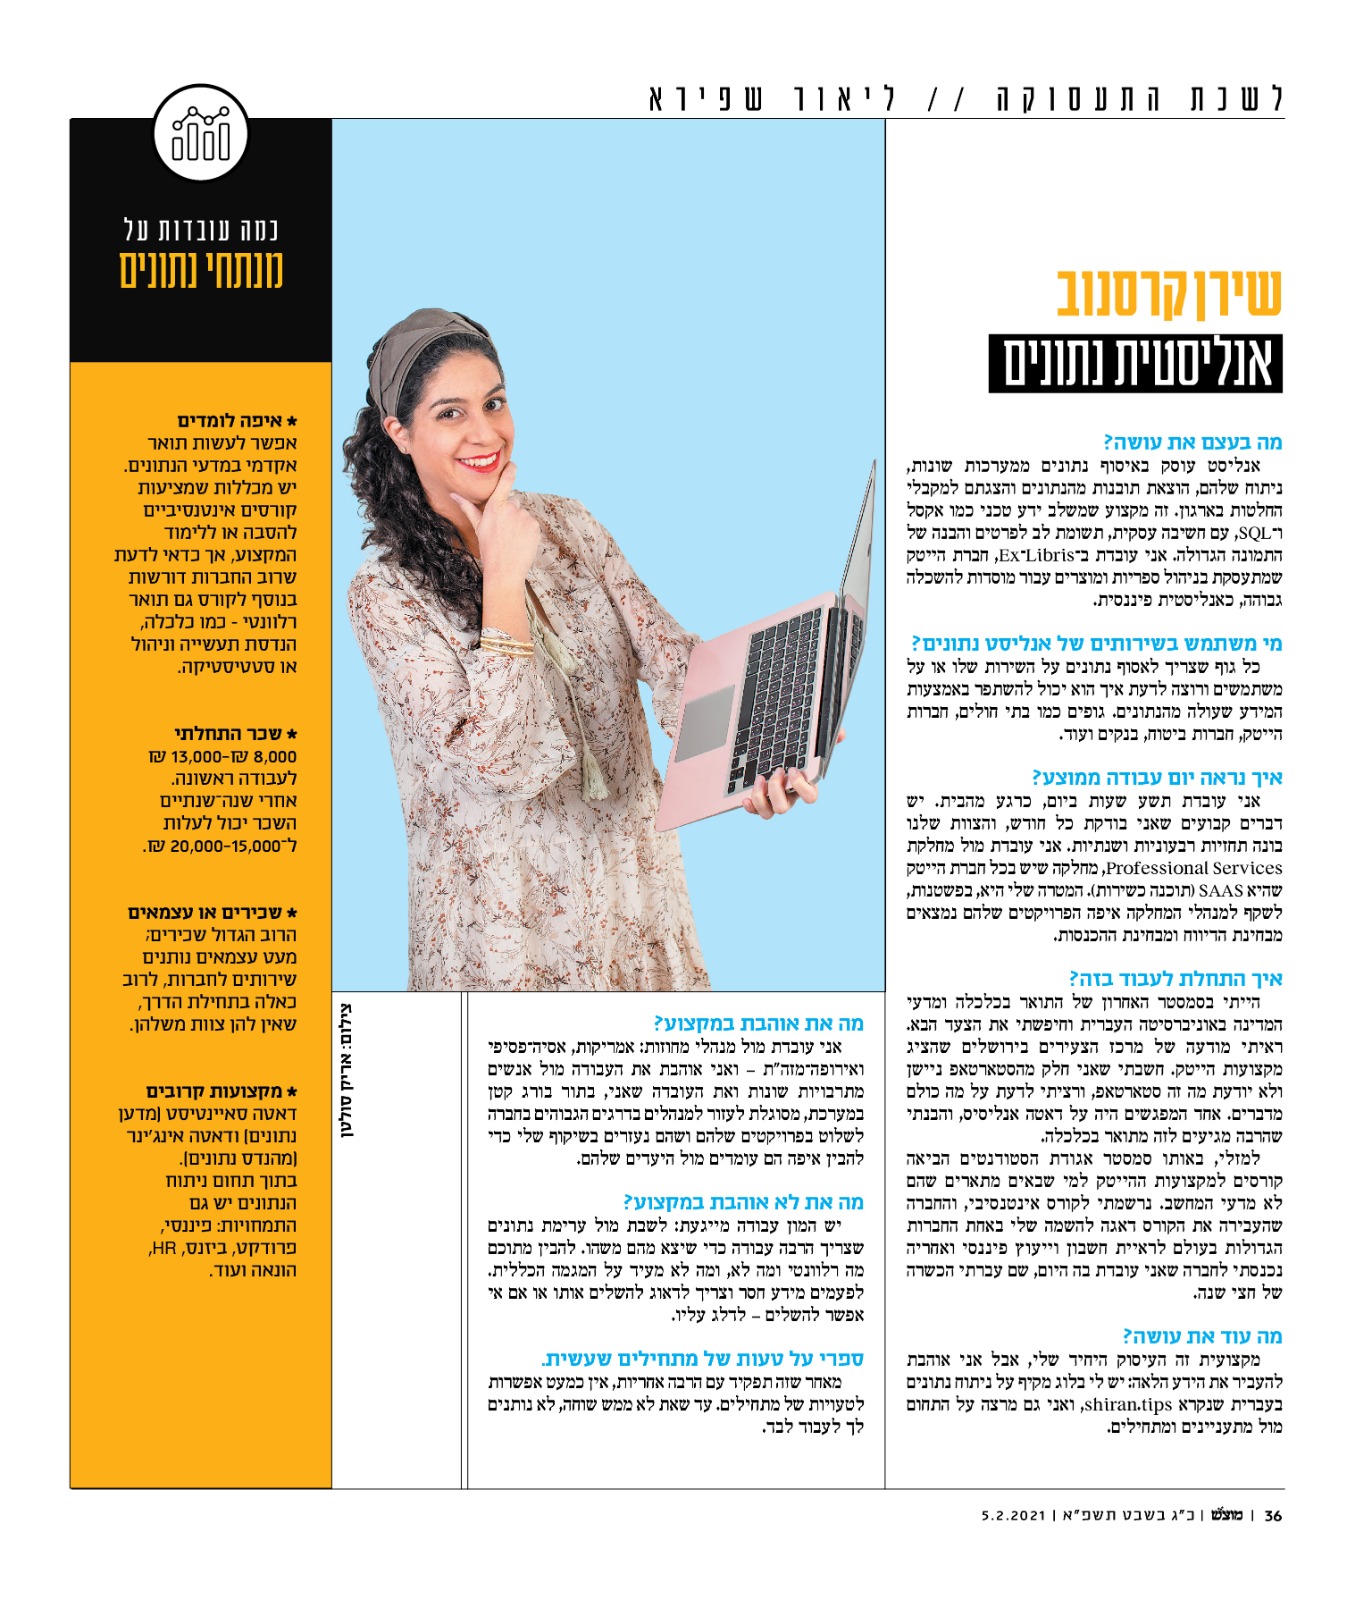 לשכת התעסוקה // ליאור שפירא
שירן קרסנוב
אנליסטית נתונים
מה בעצם את עושה?
אנליסט עוסק באיסוף נתונים ממערכות שונות,
ניתוח שלהם, הוצאת תובנות מהנתונים והצגתם למקבלי
החלטות בארגון. זה מקצוע שמשלב ידע טכני כמו אקסל
ו־SQL, עם חשיבה עסקית, תשומת לב לפרטים והבנה של
התמונה הגדולה. אני עובדת ב־Ex-Libris, חברת הייטק
שמתעסקת בניהול ספריות ומוצרים עבור מוסדות להשכלה
גבוהה, כאנליסטית פיננסית.
מי משתמש בשירותים של אנליסט נתונים?
כל גוף שצריך לאסוף נתונים על השירות שלו או על
משתמשים ורוצה לדעת איך הוא יכול להשתפר באמצעות
המידע שעולה מהנתונים. גופים כמו בתי חולים, חברות
הייטק, חברות ביטוח, בנקים ועוד.
איך נראה יום עבודה ממוצע?
אני עובדת תשע שעות ביום, כרגע מהבית. יש
דברים קבועים שאני בודקת כל חודש, והצוות שלנו
בונה תחזיות רבעוניות ושנתיות. אני עובדת מול מחלקת
Professional Services, מחלקה שיש בכל חברת הייטק
שהיא SAAS (תוכנה כשירות). המטרה שלי היא, בפשטנות,
לשקף למנהלי המחלקה איפה הפרויקטים שלהם נמצאים
מבחינת הדיווח ומבחינת ההכנסות.
איך התחלת לעבוד בזה?
הייתי בסמסטר האחרון של התואר בכלכלה ומדעי
המדינה באוניברסיטה העברית וחיפשתי את הצעד הבא.
ראיתי מודעה של מרכז הצעירים בירושלים שהציג
מקצועות הייטק. חשבתי שאני חלק מהסטארטאפ ניישן
ולא יודעת מה זה סטארטאפ, ורציתי לדעת על מה כולם
מדברים. אחד המפגשים היה על דאטה אנליסיס, והבנתי
שהרבה מגיעים לזה מתואר בכלכלה.
למזלי, באותו סמסטר אגודת הסטודנטים הביאה
קורסים למקצועות ההייטק למי שבאים מתארים שהם
לא מדעי המחשב. נרשמתי לקורס אינטנסיבי, והחברה
שהעבירה את הקורס דאגה להשמה שלי באחת החברות
הגדולות בעולם לראיית חשבון וייעוץ פיננסי ואחריה
נכנסתי לחברה שאני עובדת בה היום, שם עברתי הכשרה
של חצי שנה.
מה עוד את עושה?
מקצועית זה העיסוק היחיד שלי, אבל אני אוהבת
להעביר את הידע הלאה: יש לי בלוג מקיף על ניתוח נתונים
בעברית שנקרא shiran.tips, ואני גם מרצה על התחום
מול מתעניינים ומתחילים.
מה את אוהבת במקצוע?
אני עובדת מול מנהלי מחוזות: אמריקות, אסיה־פסיפי
ואירופה־מזה"ת – ואני אוהבת את העבודה מול אנשים
מתרבויות שונות ואת העובדה שאני, בתור בורג קטן
במערכת, מסוגלת לעזור למנהלים בדרגים הגבוהים בחברה
לשלוט בפרויקטים שלהם ושהם נעזרים בשיקוף שלי כדי
להבין איפה הם עומדים מול היעדים שלהם.
מה את לא אוהבת במקצוע?
יש המון עבודה מייגעת: לשבת מול ערימת נתונים
שצריך הרבה עבודה כדי שיצא מהם משהו. להבין מתוכם
מה רלוונטי ומה לא, ומה לא מעיד על המגמה הכללית.
לפעמים מידע חסר וצריך לדאוג להשלים אותו או אם אי
אפשר להשלים – לדלג עליו.
ספרי על טעות של מתחילים שעשית.
מאחר שזה תפקיד עם הרבה אחריות, אין כמעט אפשרות
לטעויות של מתחילים. עד שאת לא ממש שוחה, לא נותנים
לך לעבוד לבד.
צילום: אריק סולטן
כמה עובדות על
מנתחי נתונים
* איפה לומדים
אפשר לעשות תואר
אקדמי במדעי הנתונים.
יש מכללות שמציעות
קורסים אינטנסיביים
להסבה או ללימוד
המקצוע, אך כדאי לדעת
שרוב החברות דורשות
בנוסף לקורס גם תואר
רלוונטי - כמו כלכלה,
הנדסת תעשייה וניהול
או סטטיסטיקה.
* שכר התחלתי
8,000 ₪-13,000 ₪
לעבודה ראשונה.
אחרי שנה־שנתיים
השכר יכול לעלות
ל־15,000-20,000 ₪.
* שכירים או עצמאים
הרוב הגדול שכירים;
מעט עצמאים נותנים
שירותים לחברות, לרוב
כאלה בתחילת הדרך,
שאין להן צוות משלהן.
* מקצועות קרובים
דאטה סאיינטיסט (מדען
נתונים) ודאטה אינג'ינר
(מהנדס נתונים).
בתוך תחום ניתוח
הנתונים יש גם
התמחויות: פיננסי,
פרודקט, ביזנס, HR,
הונאה ועוד.
36 | מוצש | כ"ג בשבט תשפ"א | 5.2.2021